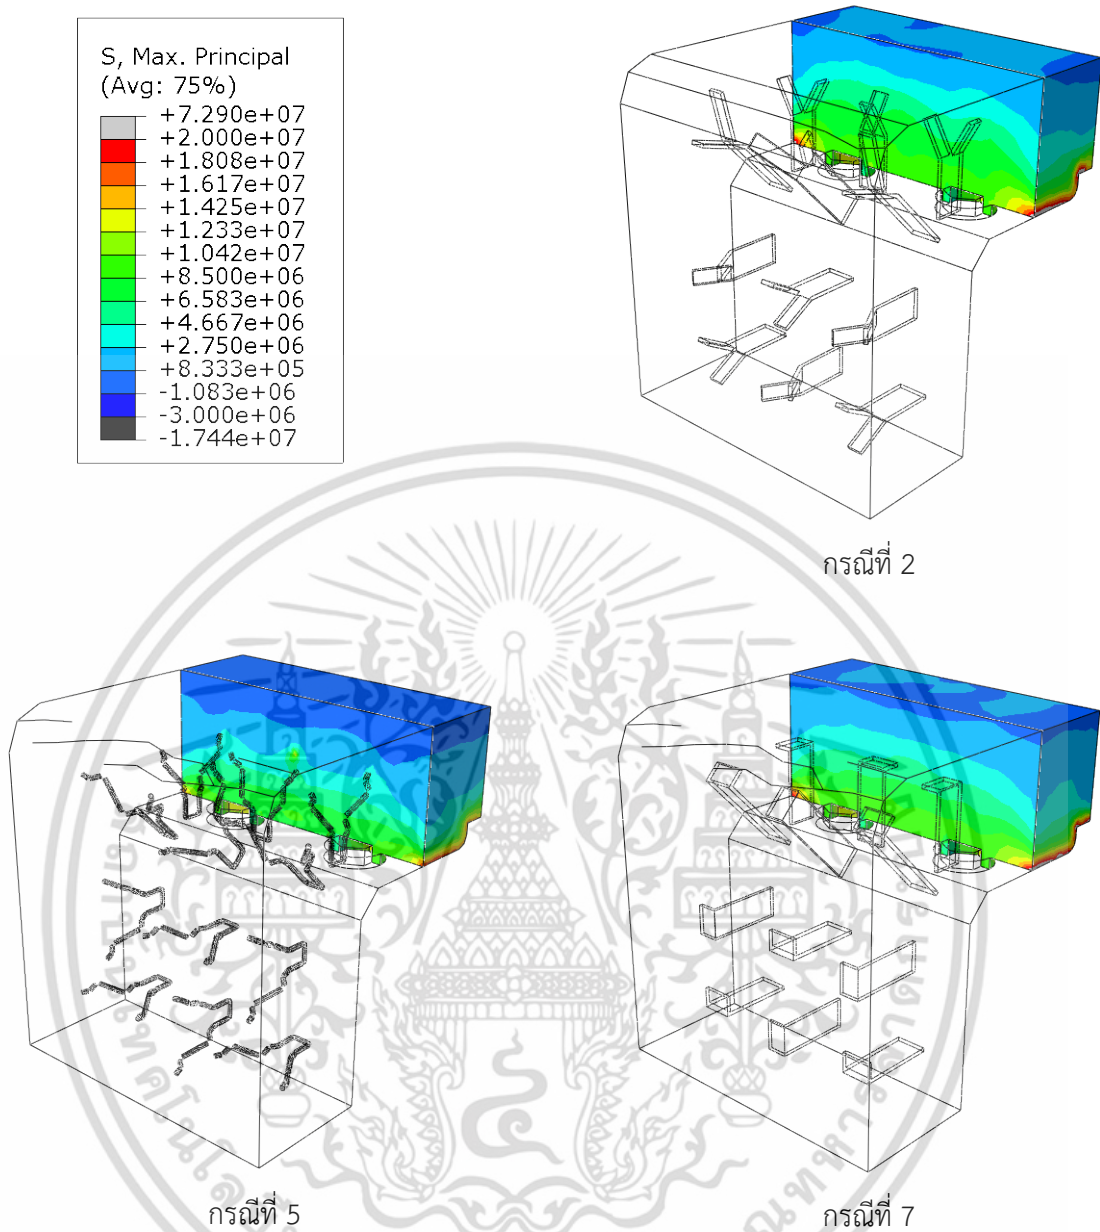 S, Max. Principal
(Avg: 75%)
+7.290e+07
+2.000e+07
+1.808e+07
+1.617e+07
+1.425e+07
+1.233e+07
+1.042e+07
+8.500e+06
+6.583e+06
+4.667e+06
+2.750e+06
+8.333e+05
-1.083e+06
-3.000e+06
-1.744e+07
กรณีที่ 2
กรณีที่ 5
กรณีที่ 7